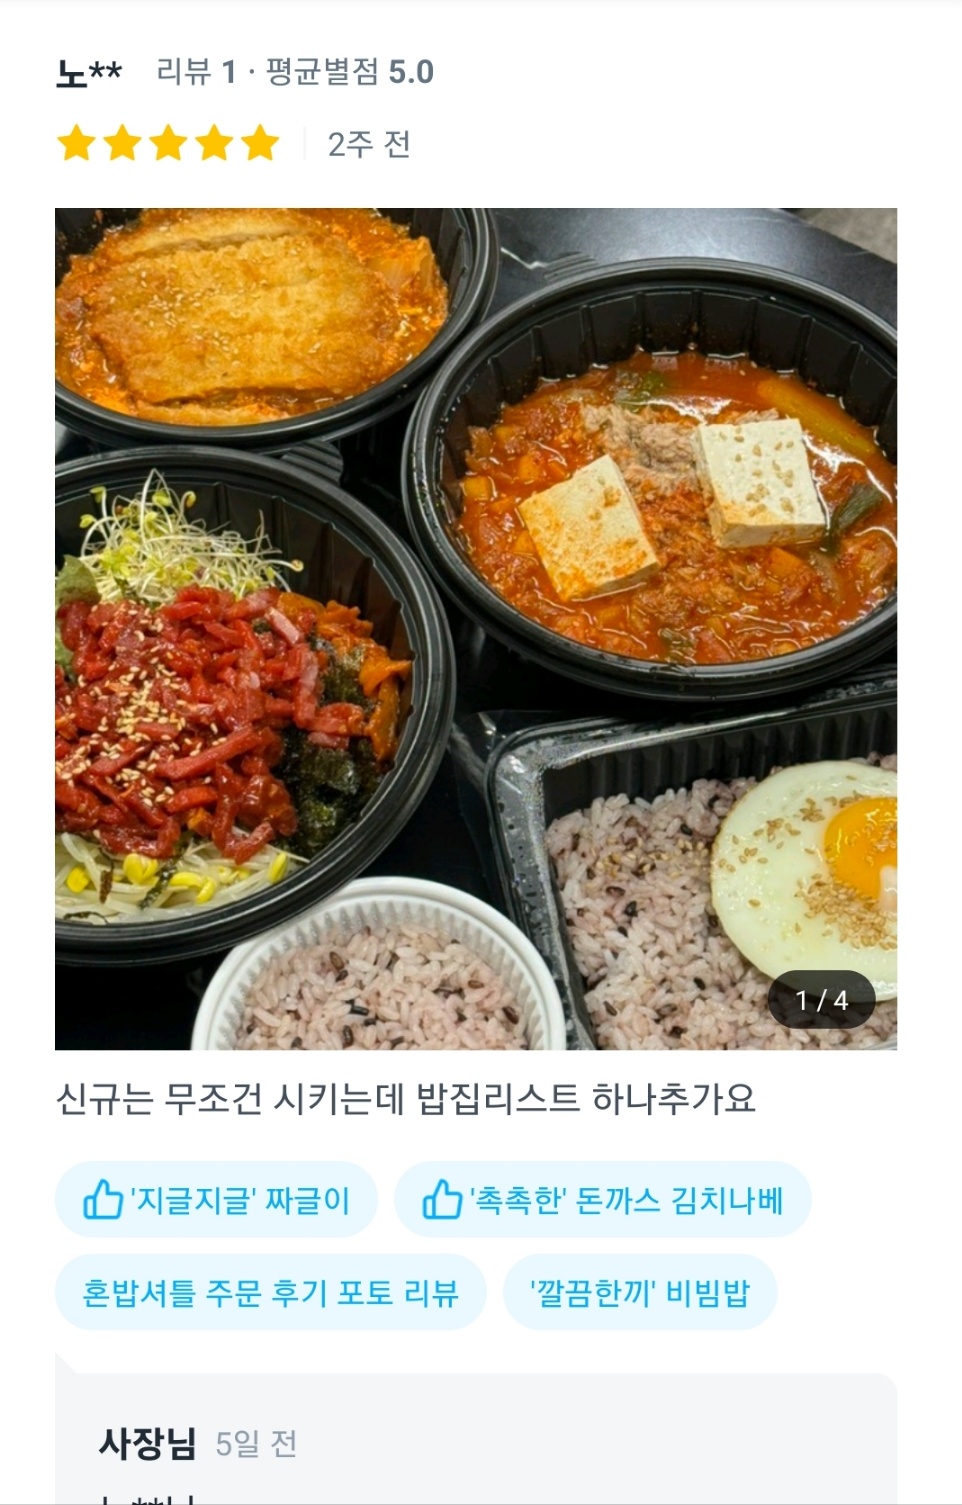 노** 리뷰 1 · 평균별점 5.0
2주 전
1 / 4
신규는 무조건 시키는데 밥집리스트 하나추가요
'지글지글' 짜글이 '촉촉한' 돈까스 김치나베
혼밥셔틀 주문 후기 포토 리뷰 '깔끔한끼' 비빔밥
사장님 5일 전